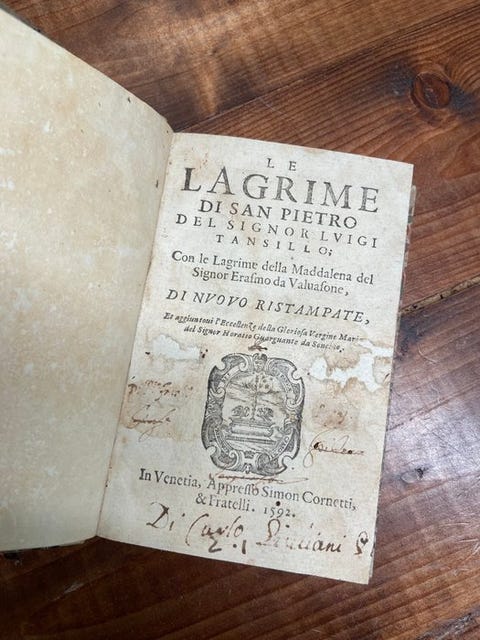 LE
LAGRIME
DI SAN PIETRO
DEL SIGNOR LVIGI
TANSILLO;
Con le Lagrime della Maddalena del
Signor Erasmo da Valuasone,
DI NVOVO RISTAMPATE,
Et aggiuntoui l'Eccellenze della Gloriosa Vergine Maria
del Signor Horatio Guarguante da Soncino.
In Venetia, Appresso Simon Cornetti,
& Fratelli. 1592.
Di Carlo